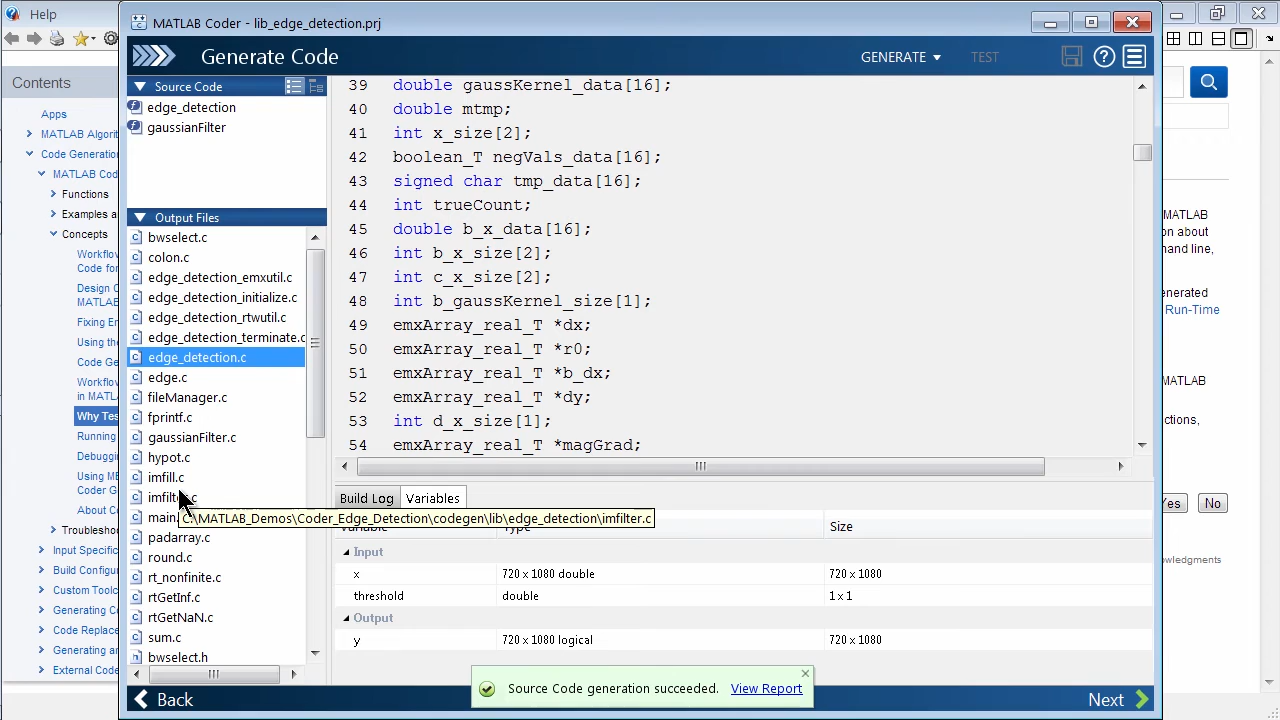 Help
MATLAB Coder - lib_edge_detection.prj
Generate Code
GENERATE
TEST
Contents
Apps
MATLAB Algorit
Code Generatio
MATLAB Cod
Functions
Examples a
Concepts
Workflow
Code for
Design C
MATLAB
Fixing Er
Using the
Code Ge
Workflow
in MATL
Why Tes
Running
Debuggi
Using ME
Coder G
About C
Troublesho
Input Specific
Build Configur
Custom Toolc
Generating Co
Code Replace
Generating an
External Code
Source Code
edge_detection
gaussianFilter
Output Files
bwselect.c
colon.c
edge_detection_emxutil.c
edge_detection_initialize.c
edge_detection_rtwutil.c
edge_detection_terminate.c
edge_detection.c
edge.c
fileManager.c
fprintf.c
gaussianFilter.c
hypot.c
imfill.c
main.
padarray.c
round.c
rt_nonfinite.c
rtGetInf.c
rtGetNaN.c
sum.c
bwselect.h
39 double gaussKernel_data[16];
40 double mtmp;
41 int x_size[2];
42 boolean_T negVals_data[16];
43 signed char tmp_data[16];
44 int trueCount;
45 double b_x_data[16];
46 int b_x_size[2];
47 int c_x_size[2];
48 int b_gaussKernel_size[1];
49 emxArray_real_T *dx;
50 emxArray_real_T *r0;
51 emxArray_real_T *b_dx;
52 emxArray_real_T *dy;
53 int d_x_size[1];
54 emxArray_real_T *magGrad;
Build Log Variables
C:\MATLAB_Demos\Coder_Edge_Detection\codegen\lib\edge_detection\imfilter.c
Size
Input
x 720 x 1080 double 720 x 1080
threshold double 1 x 1
Output
y 720 x 1080 logical 720 x 1080
Source Code generation succeeded. View Report
Back
Next
MATLAB
on about
hand line,
enerated
Run-Time
MATLAB
ctions,
Yes No
knowledgments